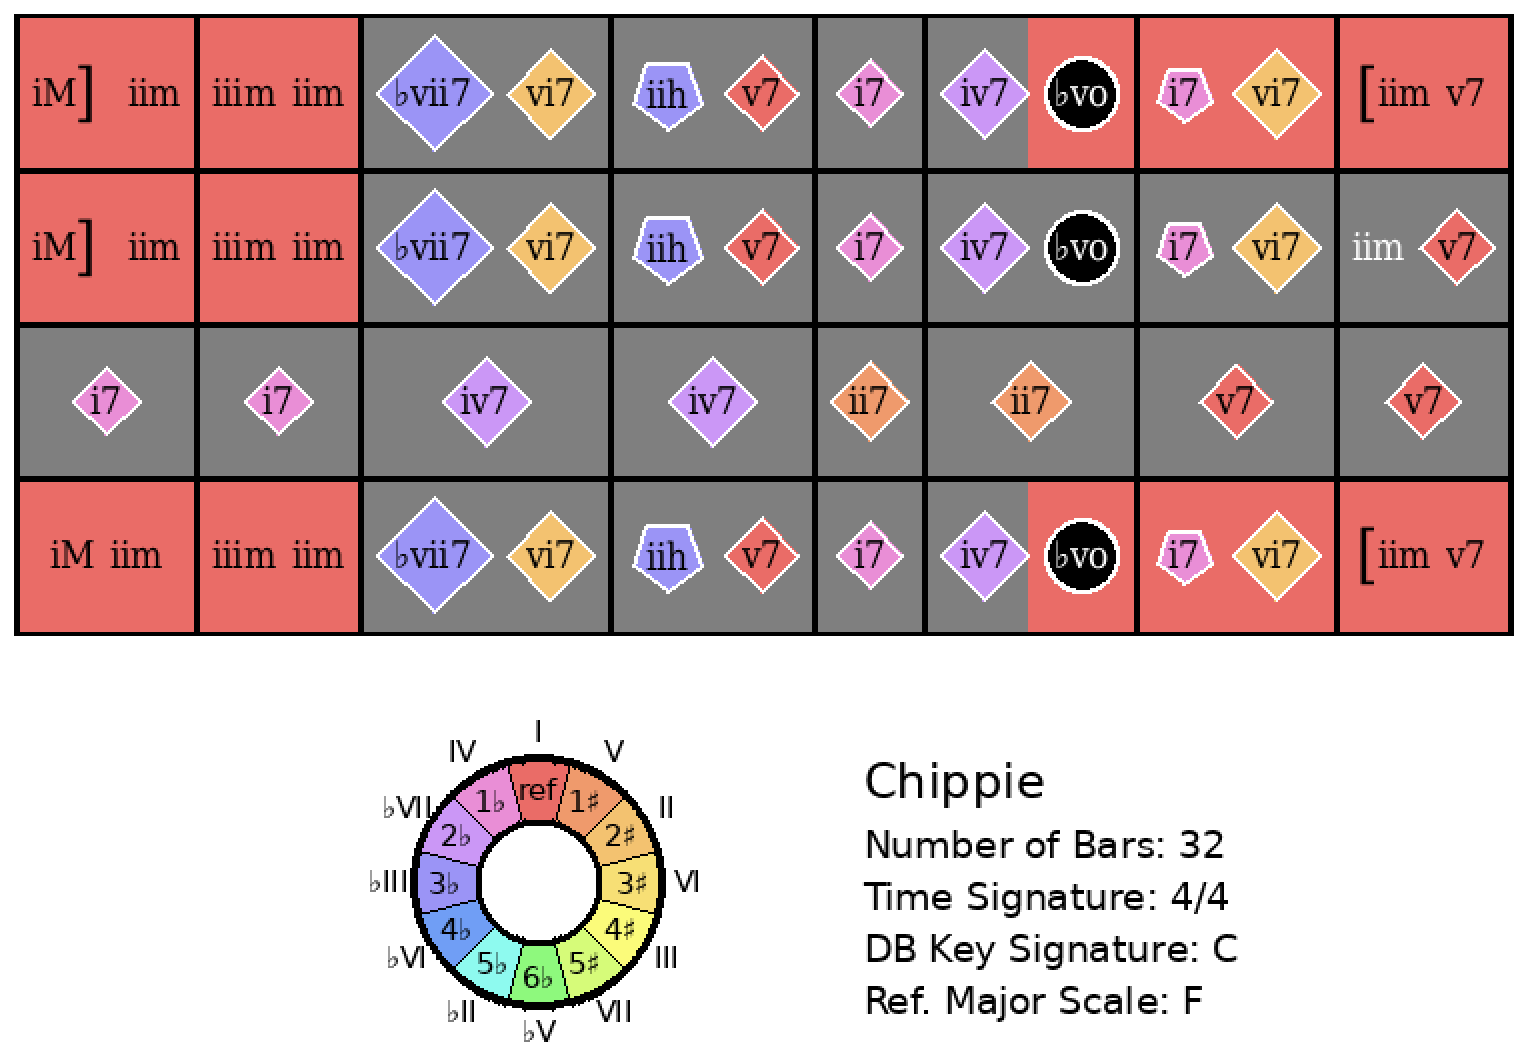 iM] iim iiim iim ♭vii7 vi7 iih v7 i7 iv7 ♭vo i7 vi7 [iim v7
iM] iim iiim iim ♭vii7 vi7 iih v7 i7 iv7 ♭vo i7 vi7 iim v7
i7 i7 iv7 iv7 ii7 ii7 v7 v7
iM iim iiim iim ♭vii7 vi7 iih v7 i7 iv7 ♭vo i7 vi7 [iim v7
I
IV V
♭VII II
♭III VI
♭VI III
♭II VII
♭V
ref
1♭ 1♯
2♭ 2♯
3♭ 3♯
4♭ 4♯
5♭ 5♯
6♭
Chippie
Number of Bars: 32
Time Signature: 4/4
DB Key Signature: C
Ref. Major Scale: F